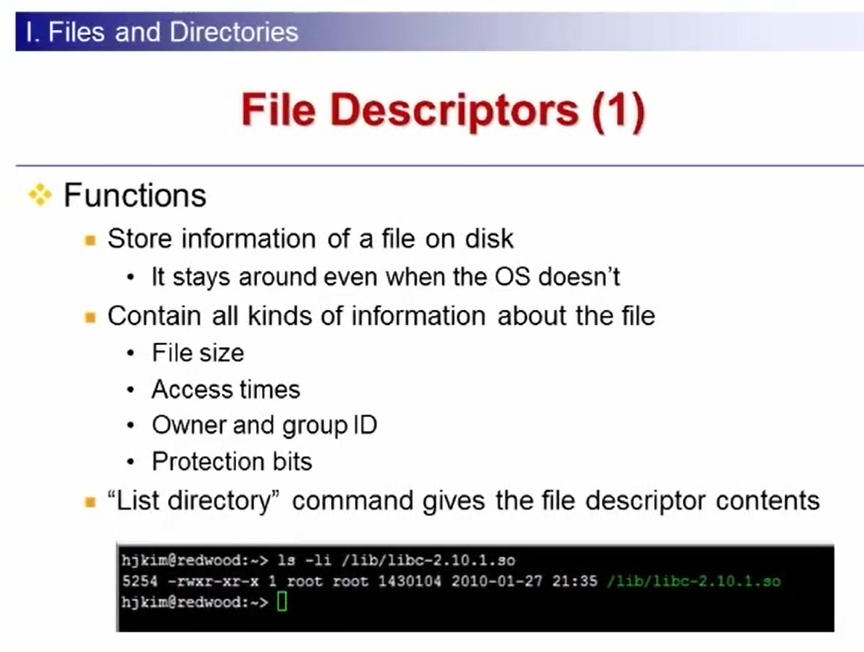 I. Files and Directories
File Descriptors (1)
Functions
Store information of a file on disk
• It stays around even when the OS doesn't
Contain all kinds of information about the file
• File size
• Access times
• Owner and group ID
• Protection bits
“List directory” command gives the file descriptor contents
hjkim@redwood:~> ls -li /lib/libc-2.10.1.so
5254 -rwxr-xr-x 1 root root 1430104 2010-01-27 21:35 /lib/libc-2.10.1.so
hjkim@redwood:~>